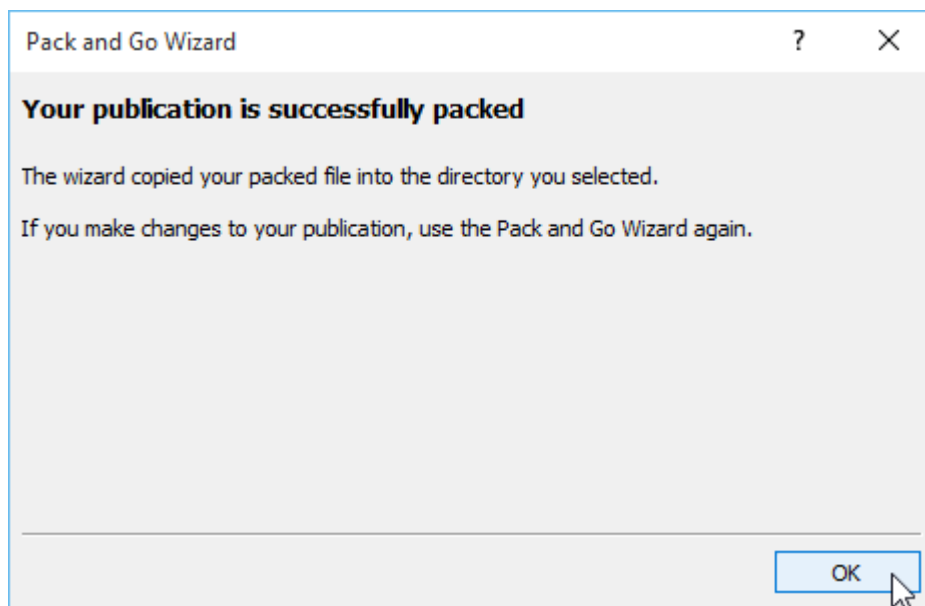 Pack and Go Wizard ?
Your publication is successfully packed
The wizard copied your packed file into the directory you selected.
If you make changes to your publication, use the Pack and Go Wizard again.
OK